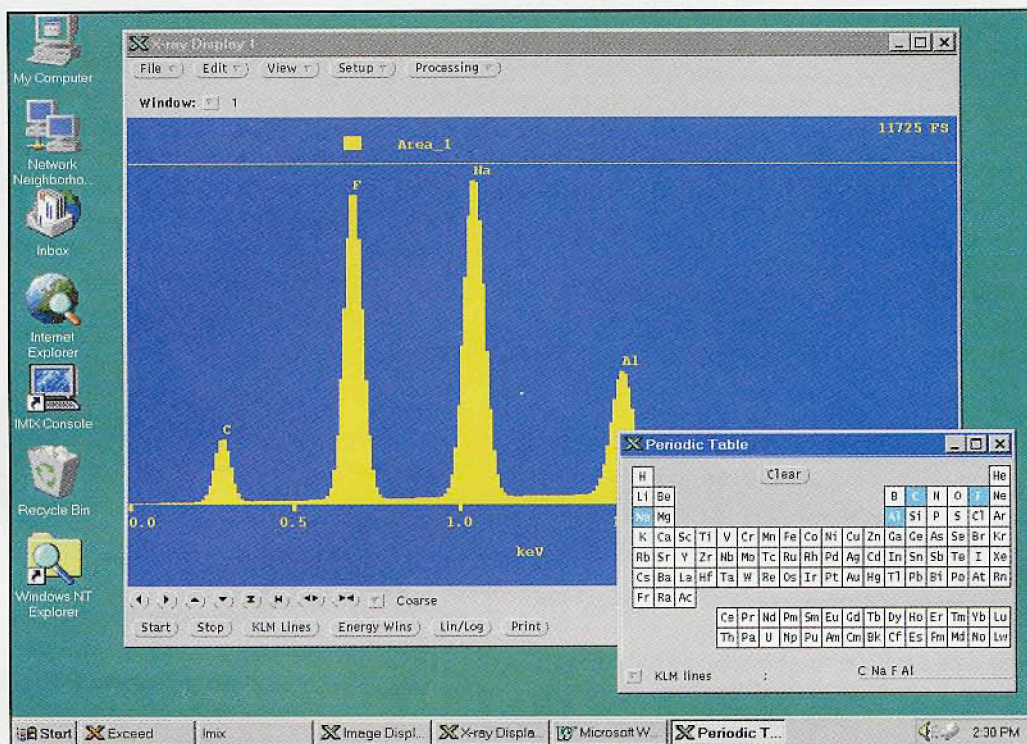 My Computer
Network
Neighborho...
Inbox
Internet
Explorer
IMIX Console
Recycle Bin
Windows NT
Explorer
X-ray Display 1
File Edit View Setup Processing
Window: 1
11725 FS
Area_1
C
F
Na
Al
0.0 0.5 1.0
keV
Coarse
Start Stop KLM Lines Energy Wins Lin/Log Print
Periodic Table
Clear
H He
Li Be B C N O F Ne
Na Mg Al Si P S Cl Ar
K Ca Sc Ti V Cr Mn Fe Co Ni Cu Zn Ga Ge As Se Br Kr
Rb Sr Y Zr Nb Mo Tc Ru Rh Pd Ag Cd In Sn Sb Te I Xe
Cs Ba La Hf Ta W Re Os Ir Pt Au Hg Tl Pb Bi Po At Rn
Fr Ra Ac
Ce Pr Nd Pm Sm Eu Gd Tb Dy Ho Er Tm Yb Lu
Th Pa U Np Pu Am Cm Bk Cf Es Fm Md No Lw
KLM lines : C Na F Al
Start Exceed Imix Image Displ... X-ray Displa... Microsoft W... Periodic T... 2:30 PM